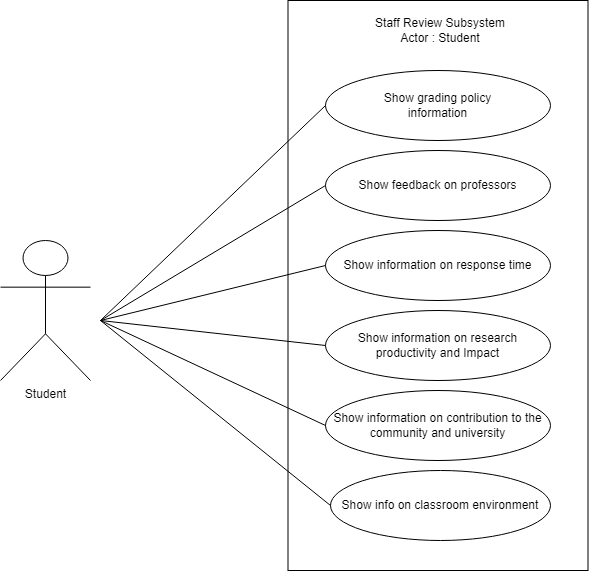 Staff Review Subsystem
Actor : Student
Show grading policy
information
Show feedback on professors
Show information on response time
Show information on research
productivity and Impact
Show information on contribution to the
community and university
Show info on classroom environment
Student